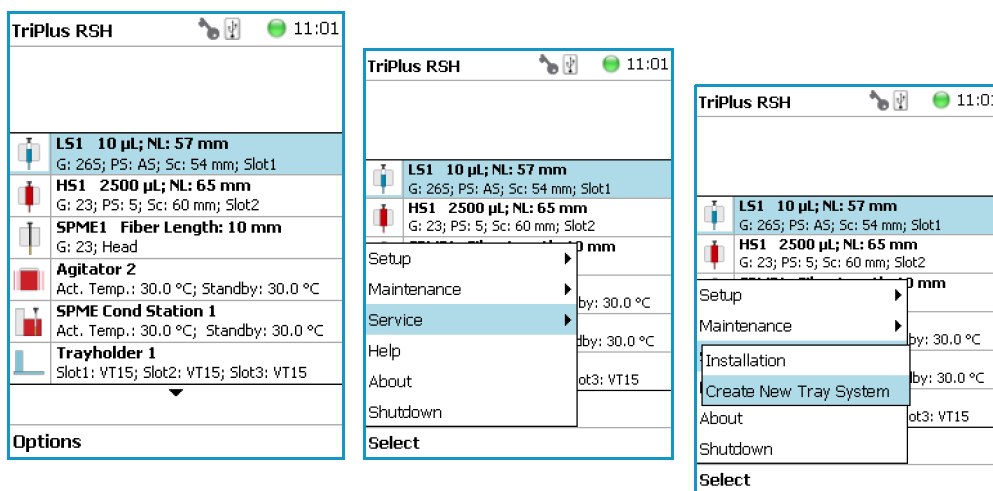 TriPlus RSH 11:01
LS1 10 µL; NL: 57 mm
G: 26S; PS: AS; Sc: 54 mm; Slot1
HS1 2500 µL; NL: 65 mm
G: 23; PS: 5; Sc: 60 mm; Slot2
SPME1 Fiber Length: 10 mm
G: 23; Head
Agitator 2
Act. Temp.: 30.0 °C; Standby: 30.0 °C
SPME Cond Station 1
Act. Temp.: 30.0 °C; Standby: 30.0 °C
Trayholder 1
Slot1: VT15; Slot2: VT15; Slot3: VT15
Options
TriPlus RSH 11:01
LS1 10 µL; NL: 57 mm
G: 26S; PS: AS; Sc: 54 mm; Slot1
HS1 2500 µL; NL: 65 mm
G: 23; PS: 5; Sc: 60 mm; Slot2
0 mm
Setup
Maintenance
by: 30.0 °C
Service
dby: 30.0 °C
Help
About
ot3: VT15
Shutdown
Select
TriPlus RSH 11:01
LS1 10 µL; NL: 57 mm
G: 26S; PS: AS; Sc: 54 mm; Slot1
HS1 2500 µL; NL: 65 mm
G: 23; PS: 5; Sc: 60 mm; Slot2
0 mm
Setup
Maintenance
by: 30.0 °C
Installation
lby: 30.0 °C
Create New Tray System
About
ot3: VT15
Shutdown
Select